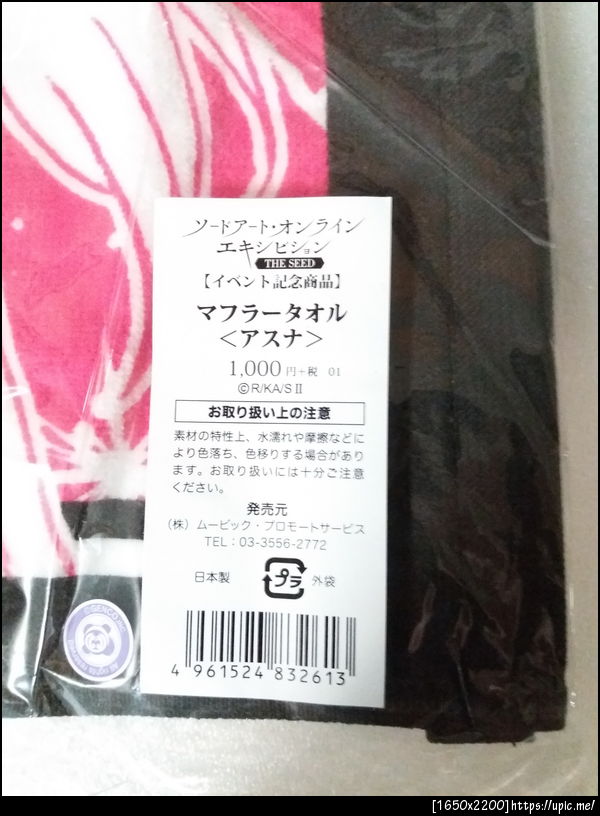 ソードアート・オンライン
エキシビション
THE SEED
【イベント記念商品】
マフラータオル
＜アスナ＞
1,000 円+税 01
©R/KA/SⅡ
お取り扱い上の注意
素材の特性上、水濡れや摩擦などに
より色落ち、色移りする場合があり
ます。お取り扱いには十分ご注意
ください。
発売元
（株）ムービック・プロモートサービス
TEL：03-3556-2772
日本製 プラ 外袋
4 961524 832613
©GENCO, Inc.
All rights reserved
[1650x2200]https://upic.me/